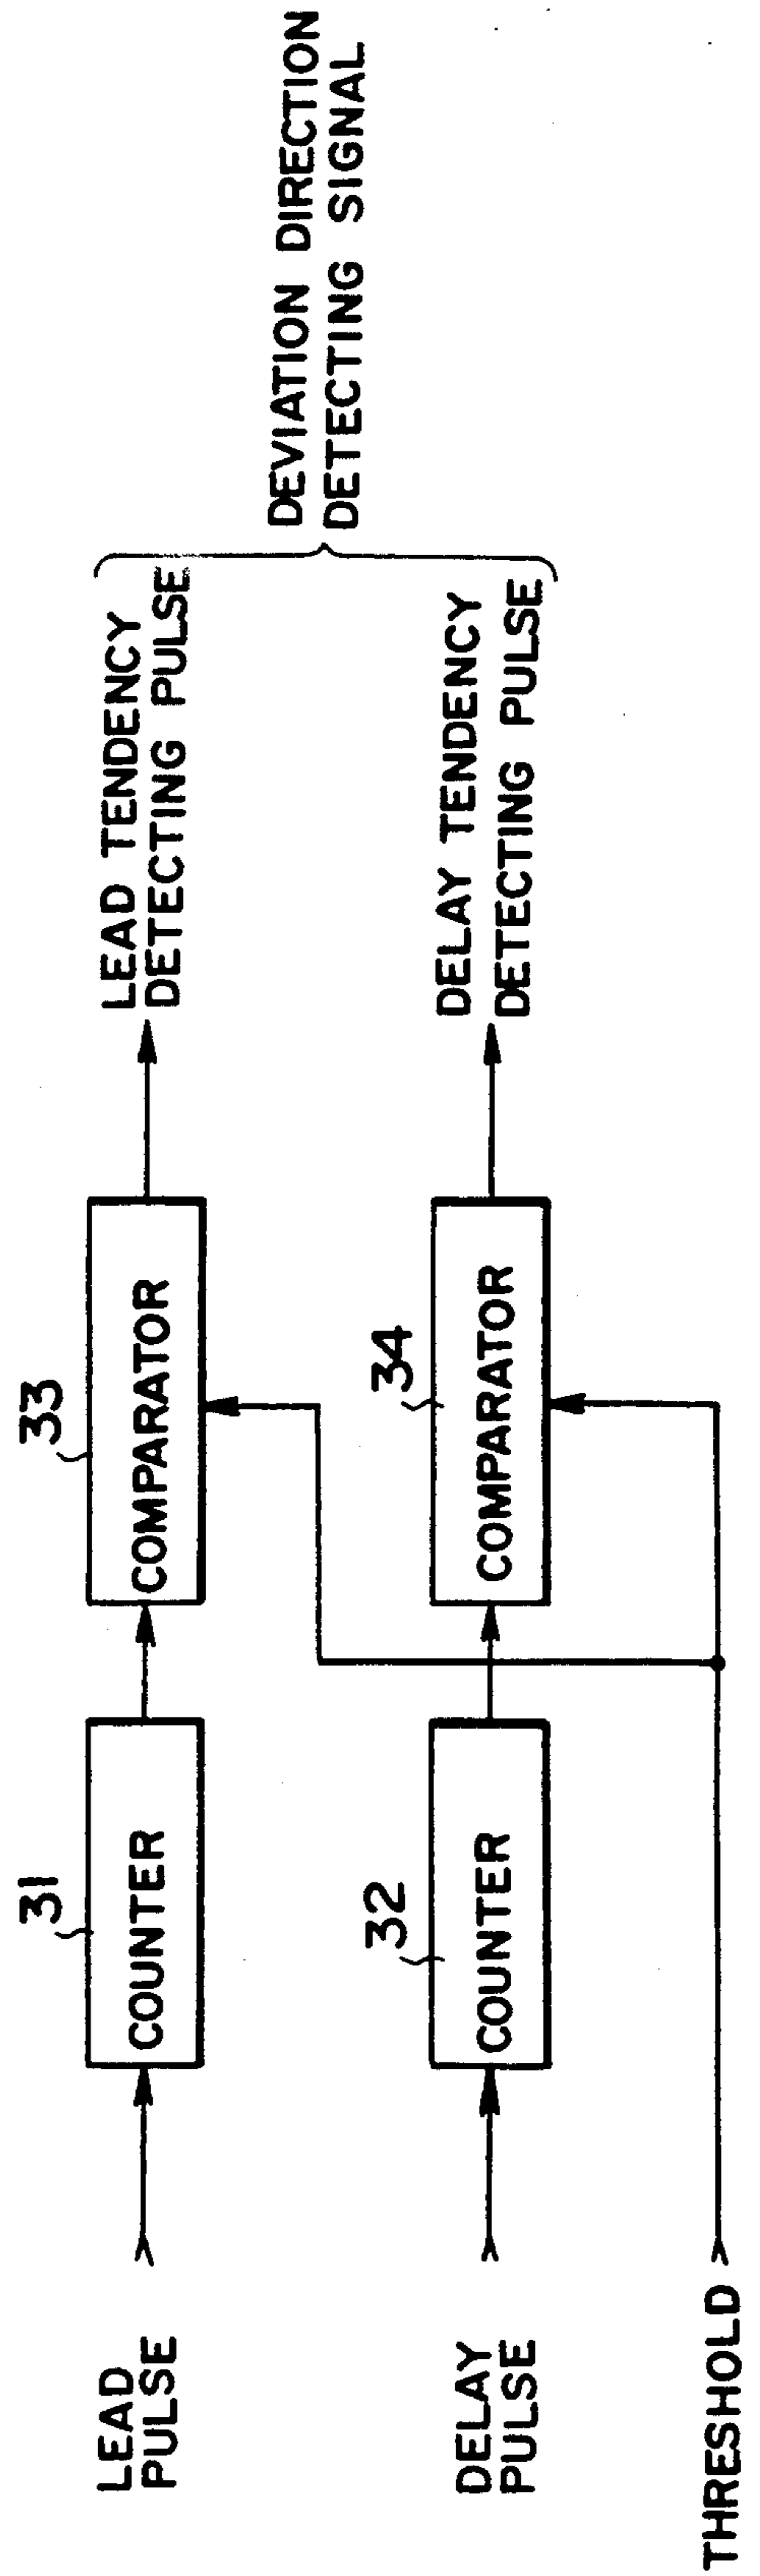 LEAD
PULSE
31
COUNTER
33
COMPARATOR
LEAD TENDENCY
DETECTING PULSE
DELAY
PULSE
32
COUNTER
34
COMPARATOR
DELAY TENDENCY
DETECTING PULSE
DEVIATION DIRECTION
DETECTING SIGNAL
THRESHOLD